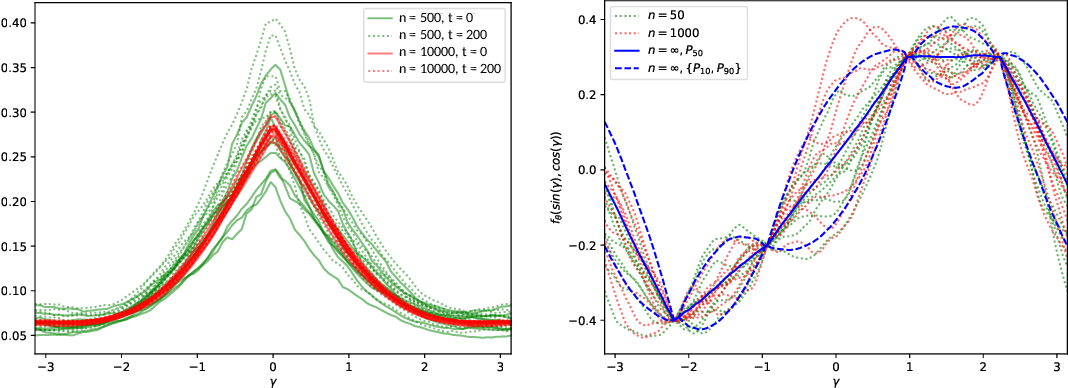 0.40
0.35
0.30
0.25
0.20
0.15
0.10
0.05
−3 −2 −1 0 1 2 3
γ
n = 500, t = 0
n = 500, t = 200
n = 10000, t = 0
n = 10000, t = 200
fθ(sin(γ), cos(γ))
0.4
0.2
0.0
−0.2
−0.4
−3 −2 −1 0 1 2 3
γ
n = 50
n = 1000
n = ∞, P50
n = ∞, {P10, P90}